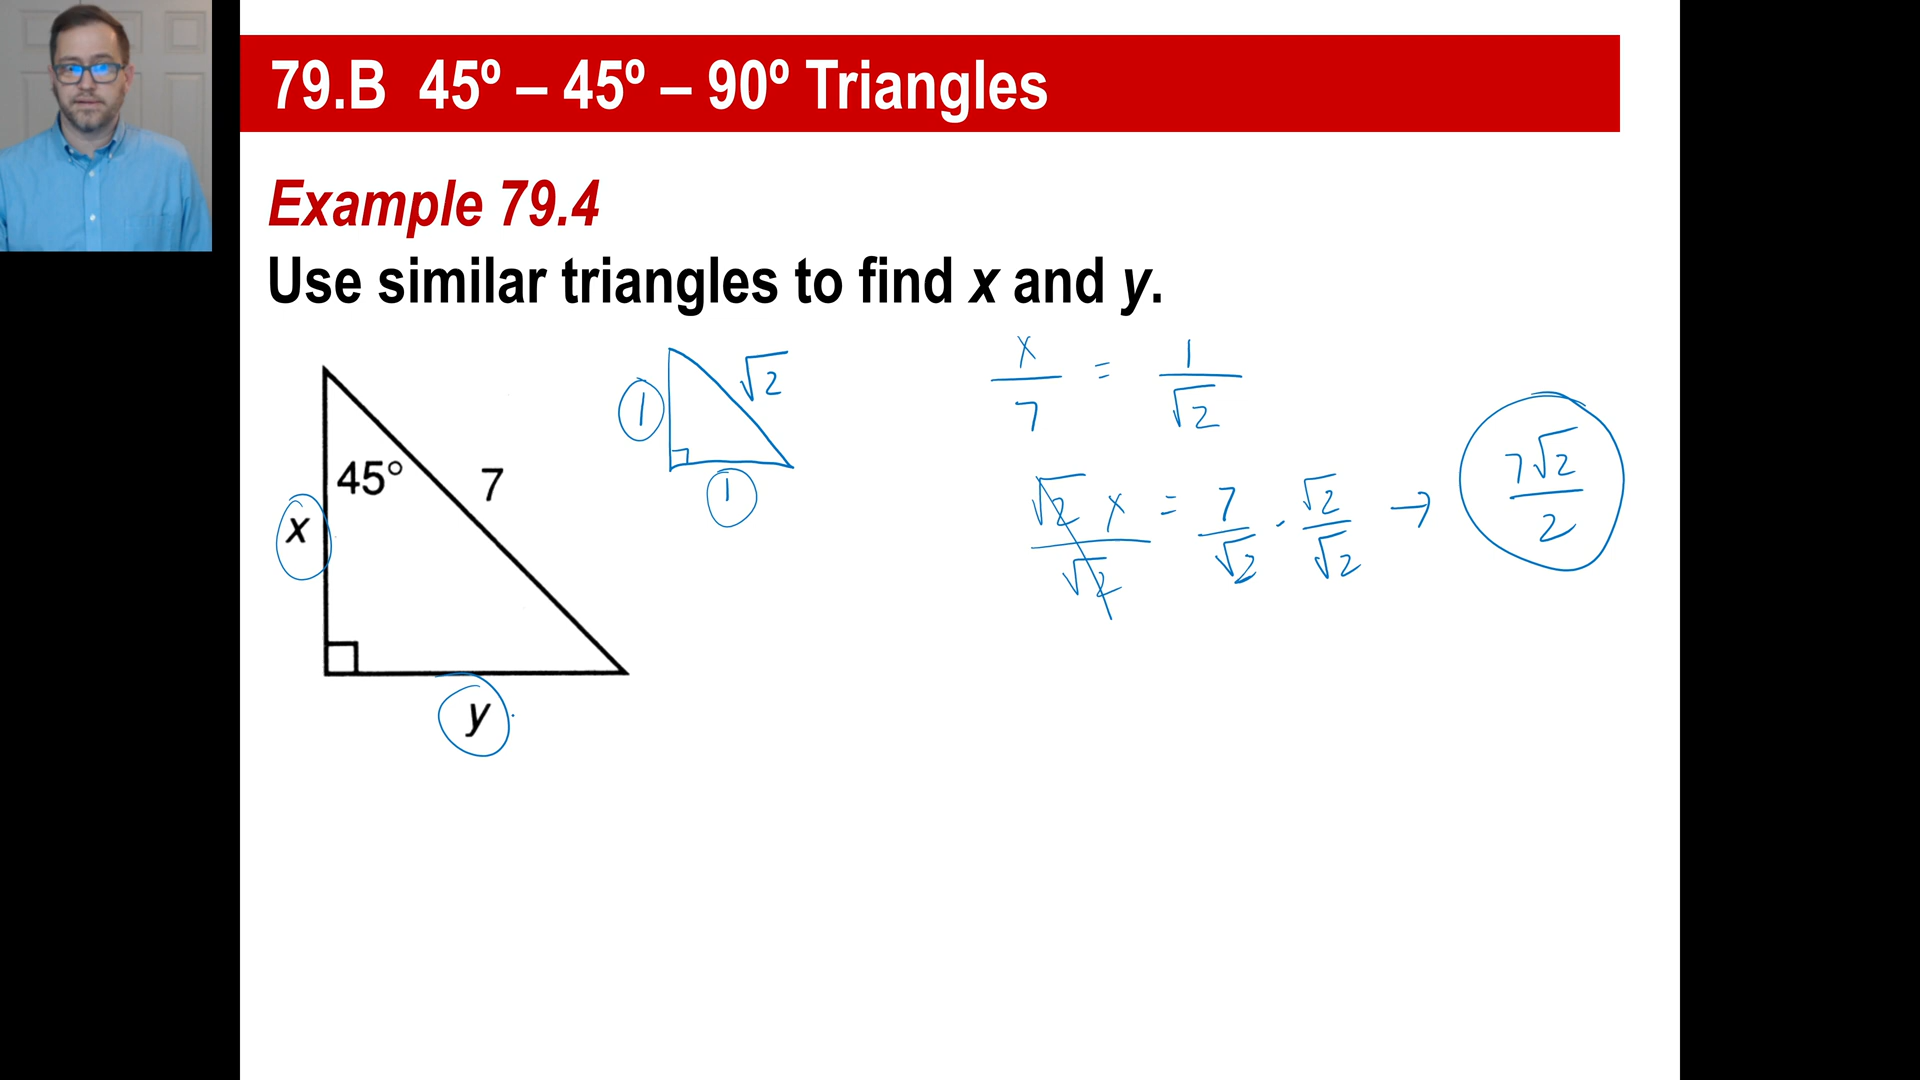 79.B 45º – 45º – 90º Triangles
Example 79.4
Use similar triangles to find x and y.
x/7 = 1/√2
√2
1
1
45°
7
x
y
√2 x/√2 = 7/√2 · √2/√2 → 7√2/2